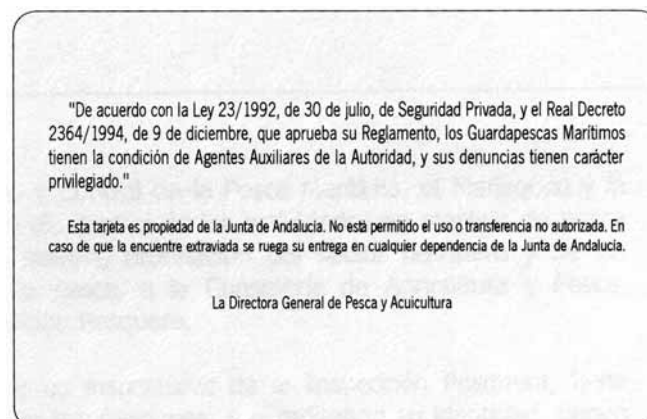 "De acuerdo con la Ley 23/1992, de 30 de julio, de Seguridad Privada, y el Real Decreto
2364/1994, de 9 de diciembre, que aprueba su Reglamento, los Guardapescas Marítimos
tienen la condición de Agentes Auxiliares de la Autoridad, y sus denuncias tienen carácter
privilegiado."
Esta tarjeta es propiedad de la Junta de Andalucía. No está permitido el uso o transferencia no autorizada. En
caso de que la encuentre extraviada se ruega su entrega en cualquier dependencia de la Junta de Andalucía.
La Directora General de Pesca y Acuicultura